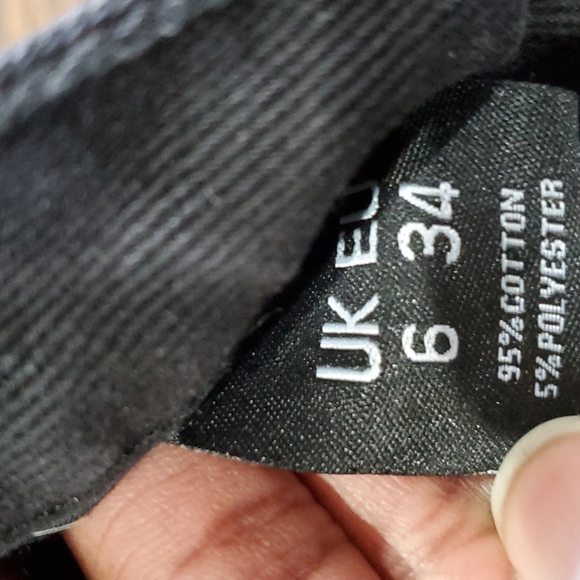 UK EU
6 34
95% COTTON
5% POLYESTER